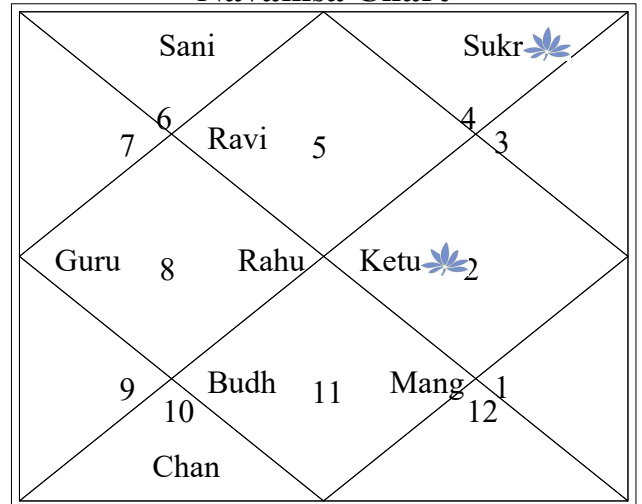 Navamsa Chart
Sani Sukr
6 4
7 Ravi 5 3
Guru 8 Rahu Ketu 2
9 Budh 11 Mang 1
10 12
Chan